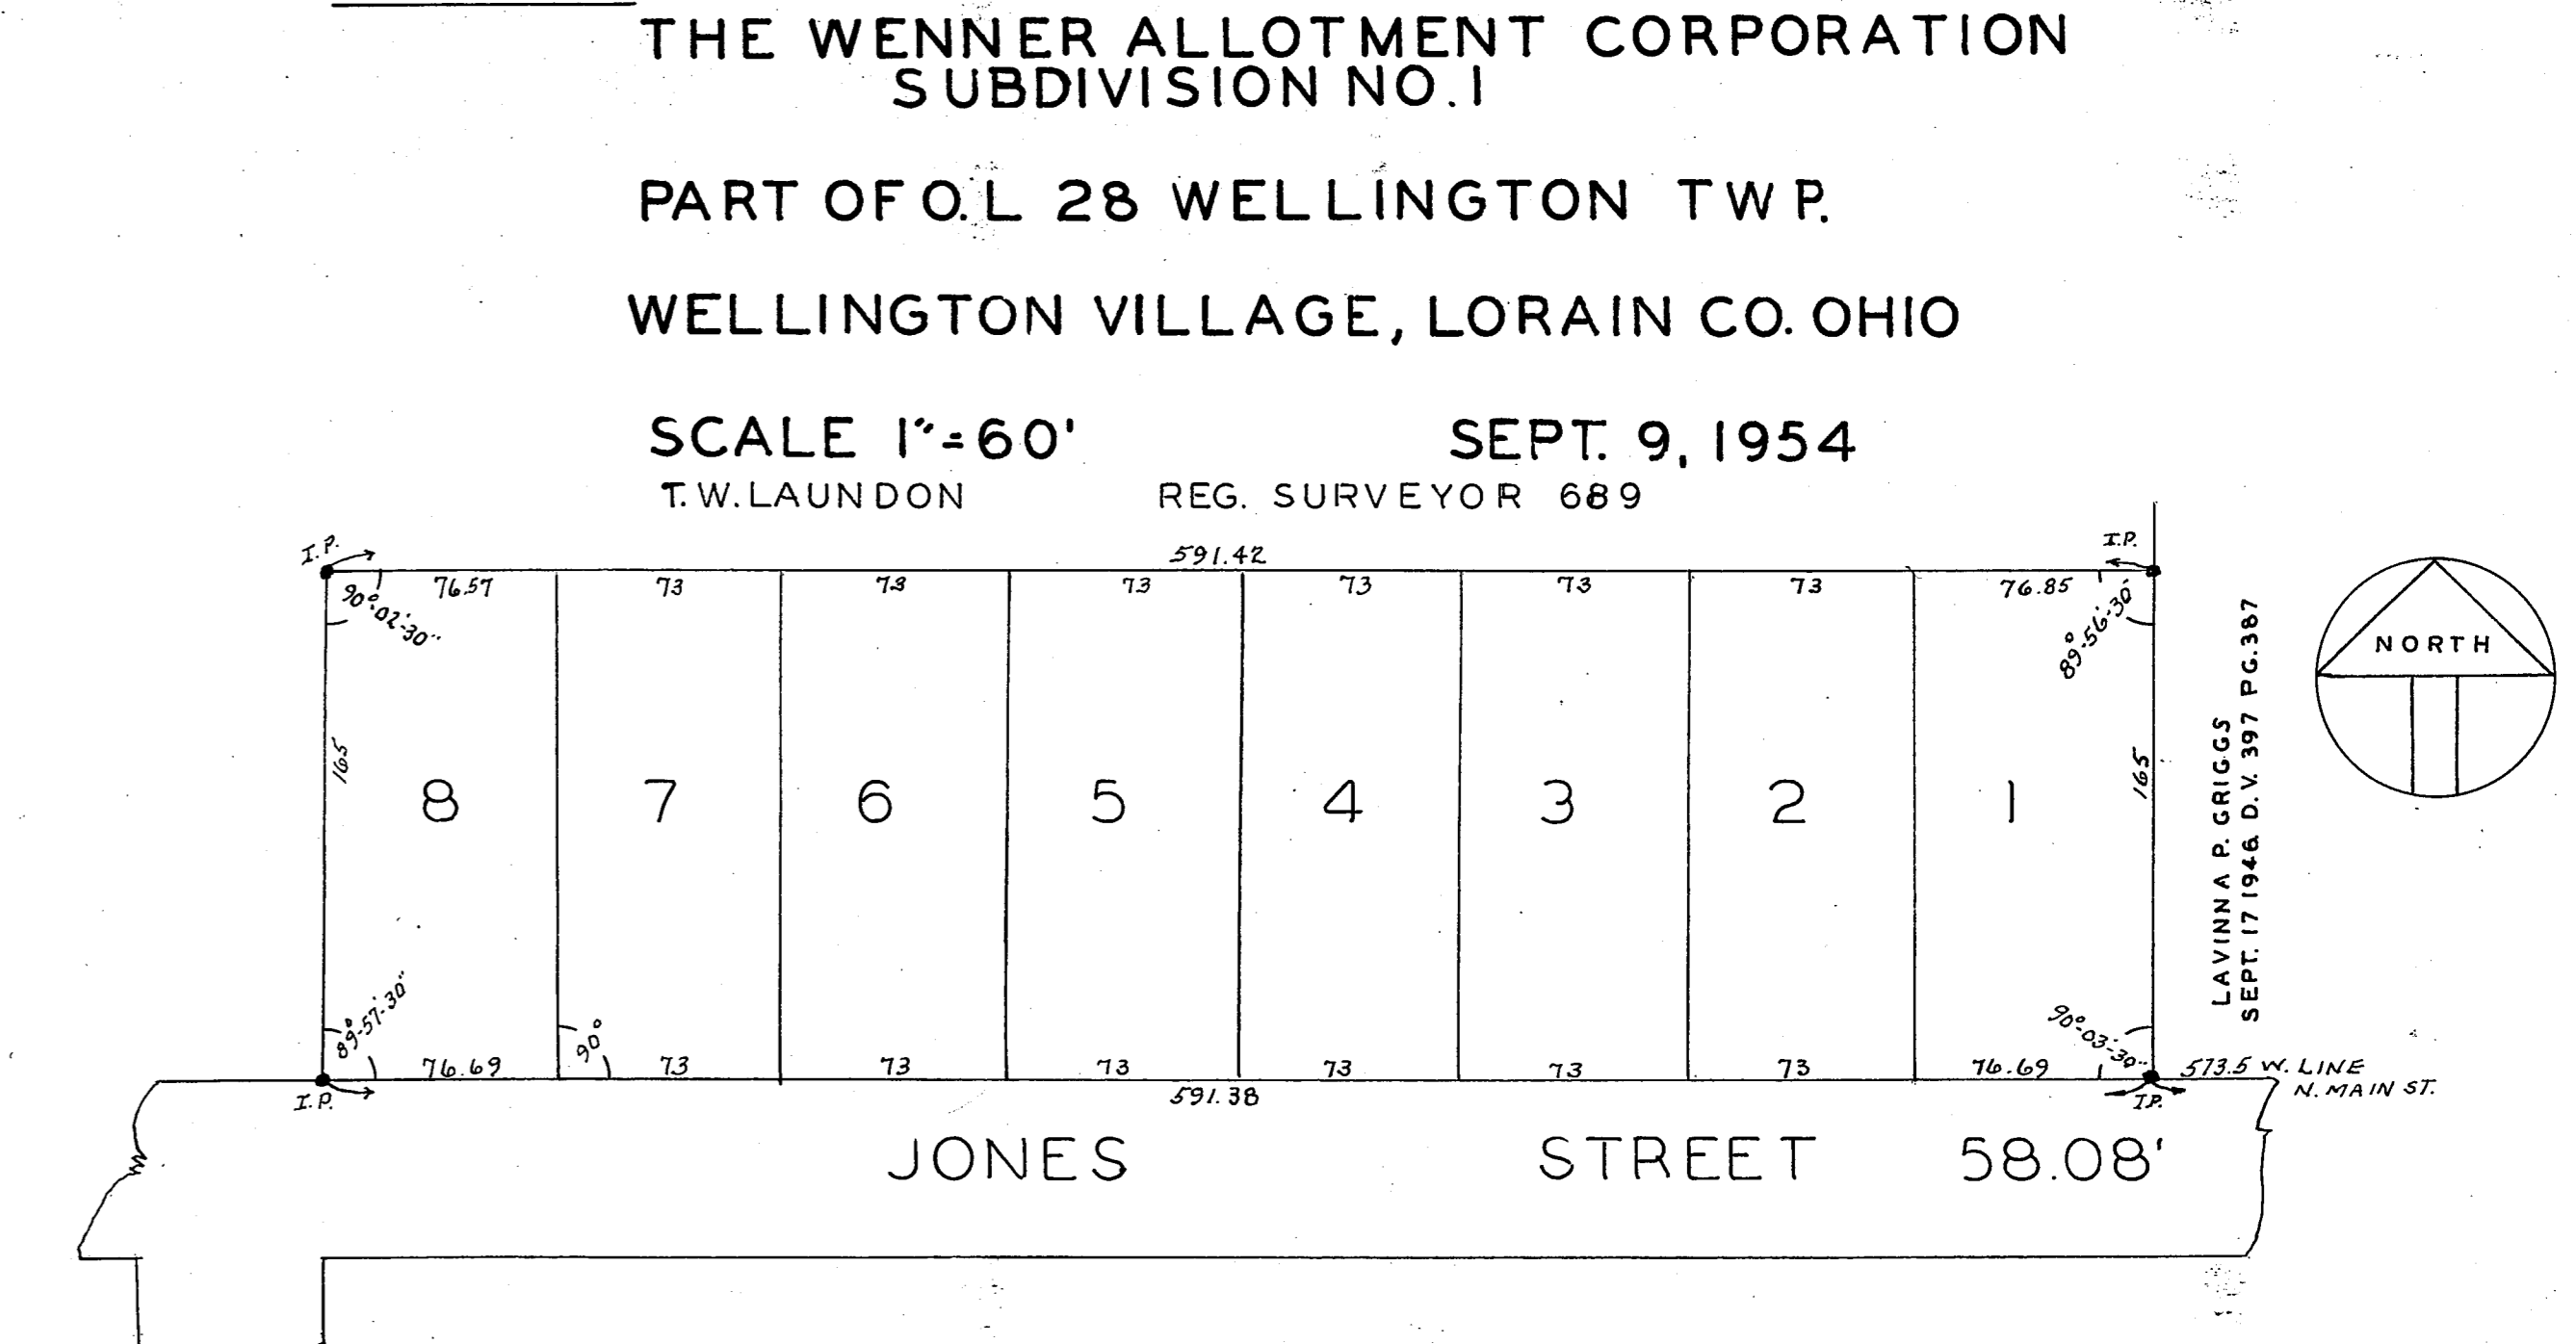 THE WENNER ALLOTMENT CORPORATION
SUBDIVISION NO. 1
PART OF O.L 28 WELLINGTON TWP.
WELLINGTON VILLAGE, LORAIN CO. OHIO
SCALE 1"=60' SEPT. 9, 1954
T.W. LAUNDON REG. SURVEYOR 689
I.P. 591.42 I.P.
76.57 73 73 73 73 73 73 76.85
90°-02'-30" 89°-56'-30"
NORTH
165 165
8 7 6 5 4 3 2 1
LAVINNA P. GRIGGS
SEPT. 17 1946 D.V. 397 PG. 387
89°-57'-30" 90° 90°-03'-30"
76.69 73 73 73 73 73 73 76.69 573.5 W. LINE
N. MAIN ST.
I.P. 591.38 I.P.
JONES STREET 58.08'